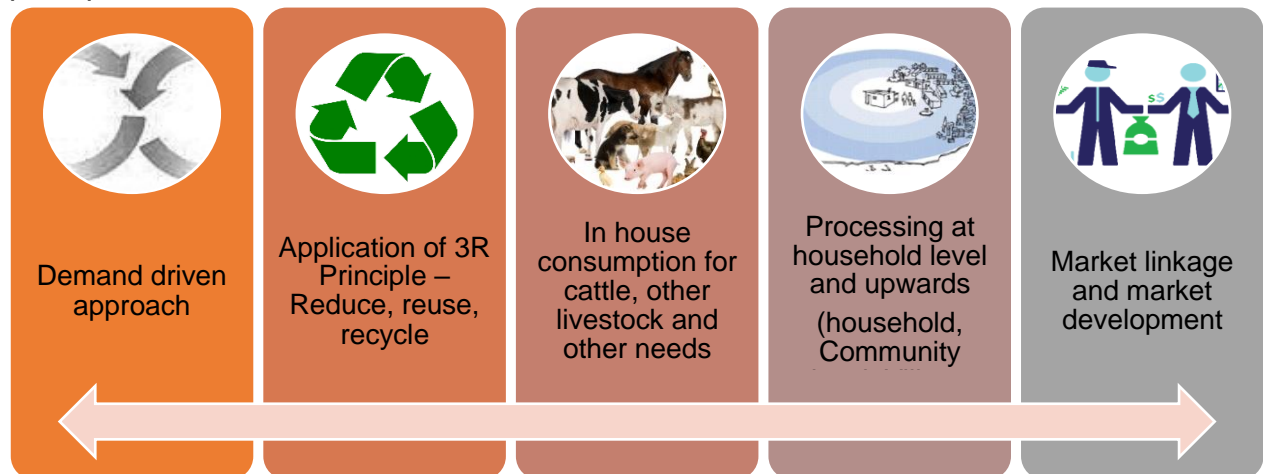 Demand driven
approach
Application of 3R
Principle –
Reduce, reuse,
recycle
In house
consumption for
cattle, other
livestock and
other needs
Processing at
household level
and upwards
(household,
Community
Market linkage
and market
development